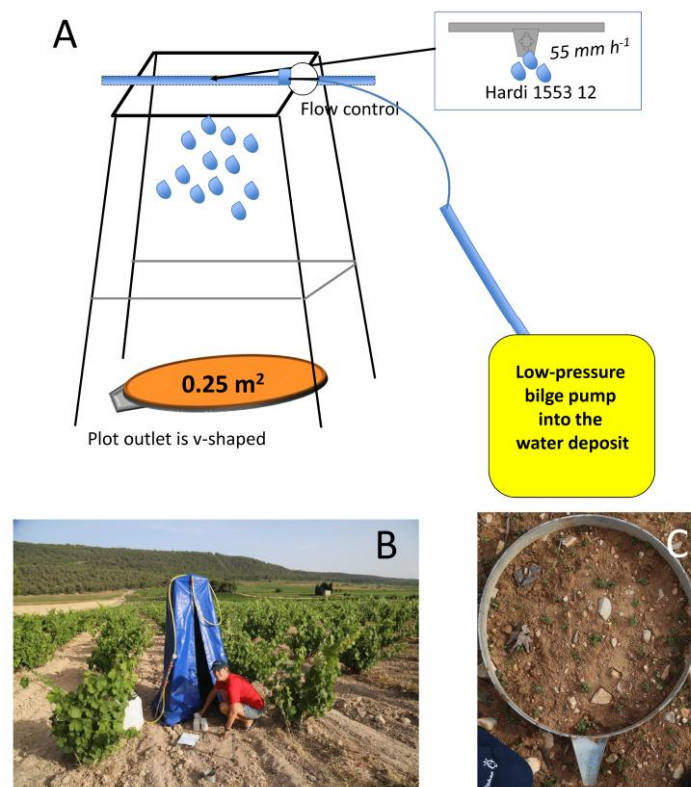 A
55 mm h-1
Hardi 1553 12
Flow control
0.25 m2
Plot outlet is v-shaped
Low-pressure
bilge pump
into the
water deposit
B
C